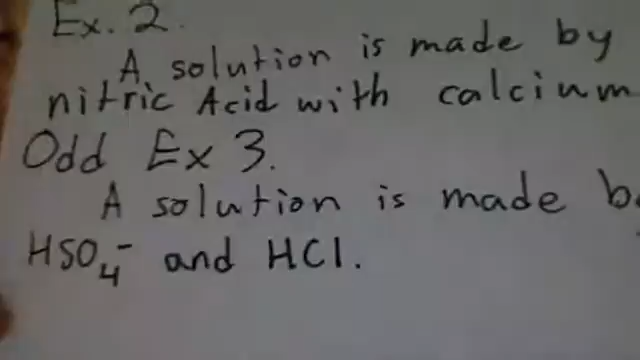 Ex. 2.
A solution is made by
nitric Acid with calcium
Odd Ex 3.
A solution is made
HSO₄⁻ and HCl.